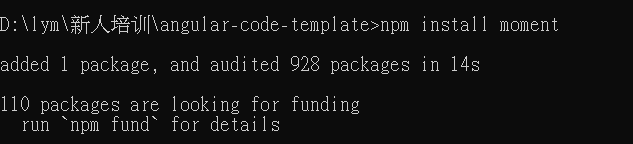 D:\lym\新人培训\angular-code-template>npm install moment
added 1 package, and audited 928 packages in 14s
110 packages are looking for funding
  run `npm fund` for details